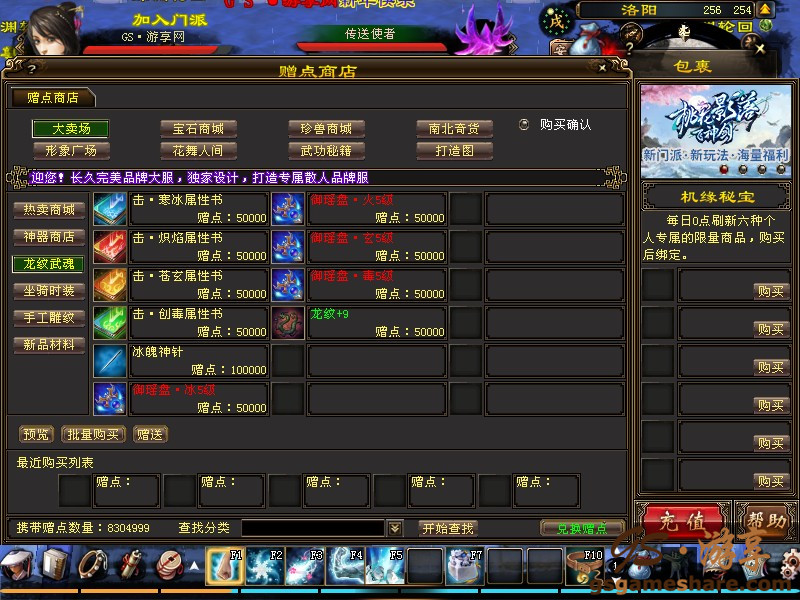 加入门派
GS·游享网
传送使者
戌
洛阳
256 254
轮回
?
赠点商店
×
包裹
赠点商店
大卖场
宝石商城
珍兽商城
南北奇货
购买确认
形象广场
花舞人间
武功秘籍
打造图
迎您!长久完美品牌大服,独家设计,打造专属散人品牌服
新门派·新玩法·海量福利
机缘秘宝
每日0点刷新六种个
人专属的限量商品,购买
后绑定。
热卖商城
神器商店
龙纹武魂
坐骑时装
手工雕纹
新品材料
击·寒冰属性书
赠点:50000
御瑶盘·火5级
赠点:50000
击·炽焰属性书
赠点:50000
御瑶盘·玄5级
赠点:50000
击·苍玄属性书
赠点:50000
御瑶盘·毒5级
赠点:50000
击·创毒属性书
赠点:50000
龙纹+9
赠点:50000
冰魄神针
赠点:100000
御瑶盘·冰5级
赠点:50000
购买
购买
购买
购买
购买
购买
预览
批量购买
赠送
最近购买列表
赠点:
赠点:
赠点:
赠点:
赠点:
携带赠点数量:8304999
查找分类
开始查找
兑换赠点
充值
帮助
F1
F2
F3
F4
F5
F7
F10
GS·游享
gsgameshare.com